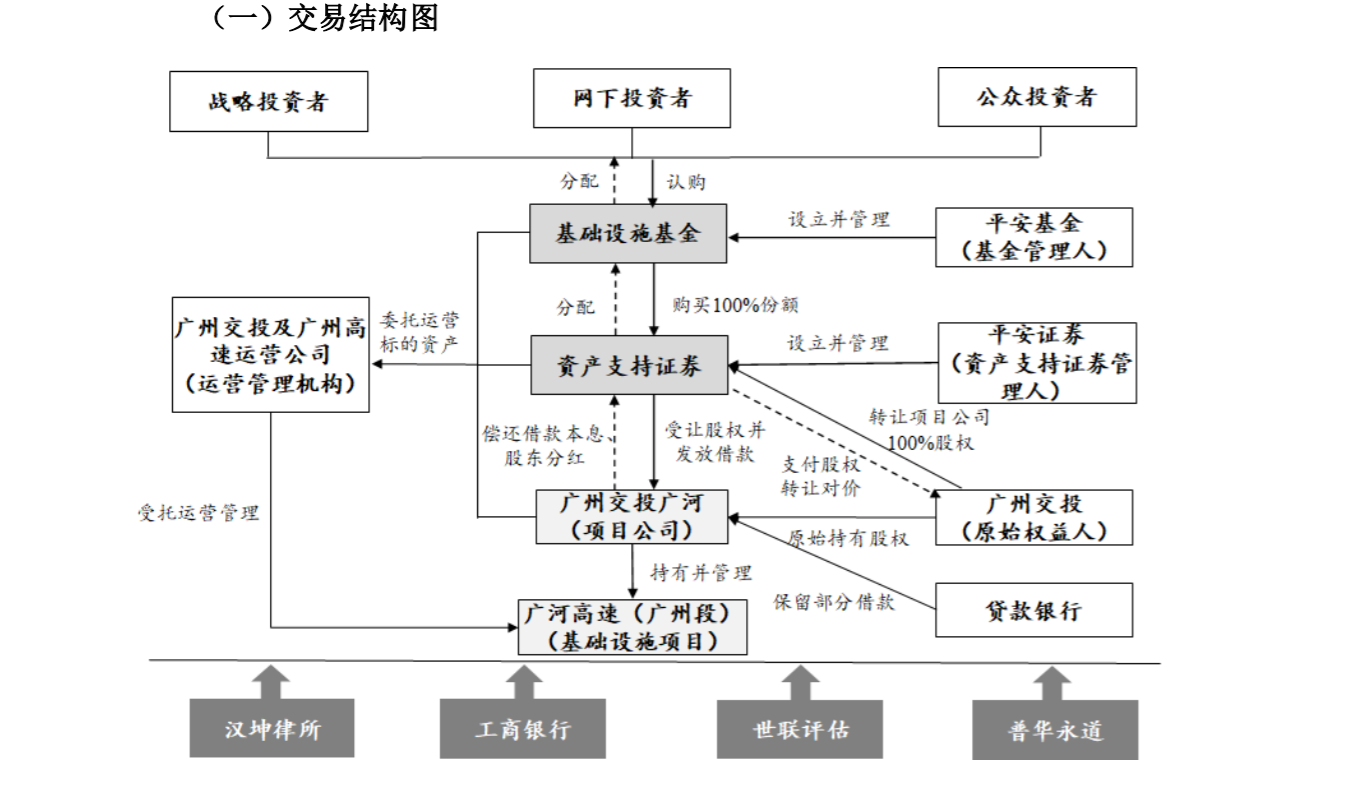 （一）交易结构图
战略投资者
网下投资者
公众投资者
分配
认购
基础设施基金
设立并管理
平安基金
（基金管理人）
分配
购买100%份额
广州交投及广州高
速运营公司
（运营管理机构）
委托运营
标的资产
资产支持证券
设立并管理
平安证券
（资产支持证券管
理人）
偿还借款本息、
股东分红
受让股权并
发放借款
转让项目公司
100%股权
支付股权
转让对价
受托运营管理
广州交投广河
（项目公司）
原始持有股权
广州交投
（原始权益人）
持有并管理
保留部分借款
贷款银行
广河高速（广州段）
（基础设施项目）
汉坤律所
工商银行
世联评估
普华永道